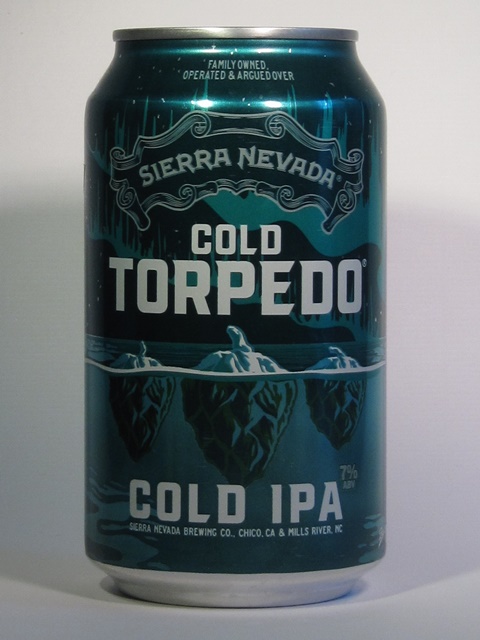 FAMILY OWNED,
OPERATED & ARGUED OVER
SIERRA NEVADA®
COLD
TORPEDO®
7%
ABV
COLD IPA
SIERRA NEVADA BREWING CO., CHICO, CA & MILLS RIVER, NC